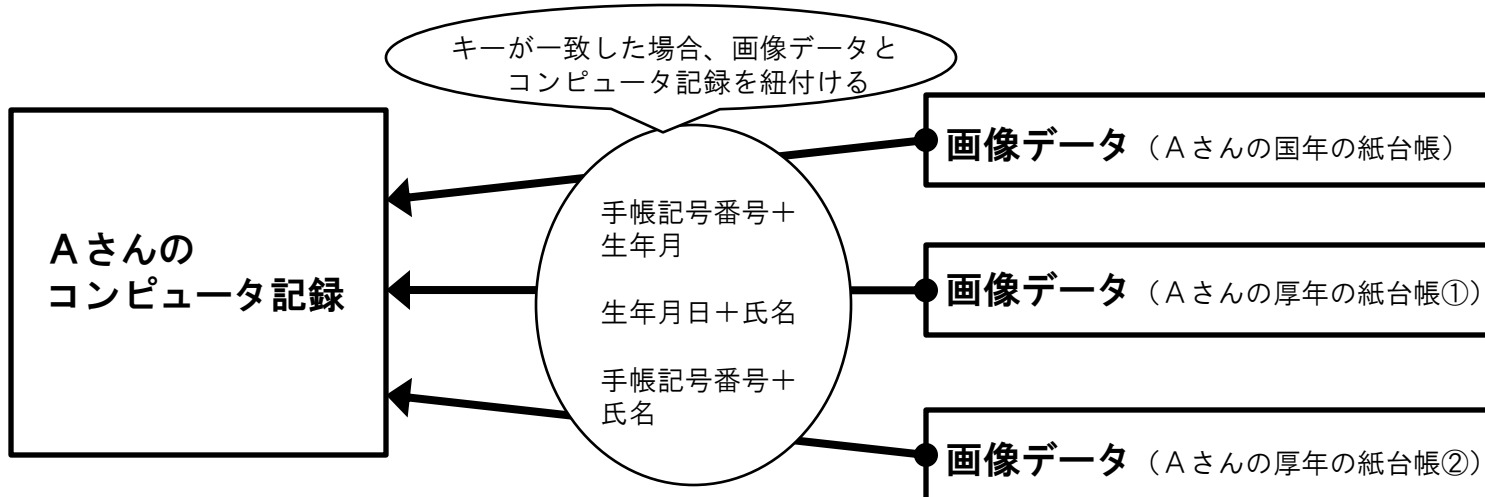 キーが一致した場合、画像データと
コンピュータ記録を紐付ける
画像データ（Ａさんの国年の紙台帳）
手帳記号番号＋
生年月
Ａさんの
コンピュータ記録
生年月日＋氏名
画像データ（Ａさんの厚年の紙台帳①）
手帳記号番号＋
氏名
画像データ（Ａさんの厚年の紙台帳②）